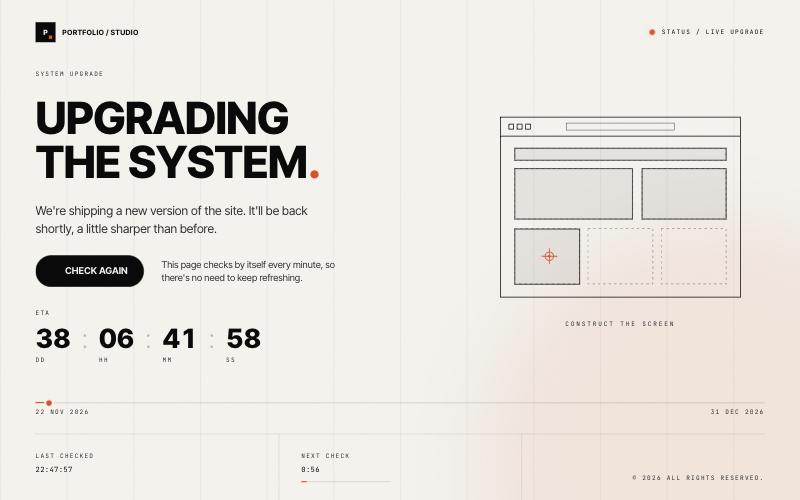 P.
PORTFOLIO / STUDIO
STATUS / LIVE UPGRADE
SYSTEM UPGRADE
UPGRADING
THE SYSTEM.
We're shipping a new version of the site. It'll be back
shortly, a little sharper than before.
CHECK AGAIN
This page checks by itself every minute, so
there's no need to keep refreshing.
ETA
38 : 06 : 41 : 58
DD HH MM SS
CONSTRUCT THE SCREEN
22 NOV 2026
31 DEC 2026
LAST CHECKED
22:47:57
NEXT CHECK
0:56
© 2026 ALL RIGHTS RESERVED.